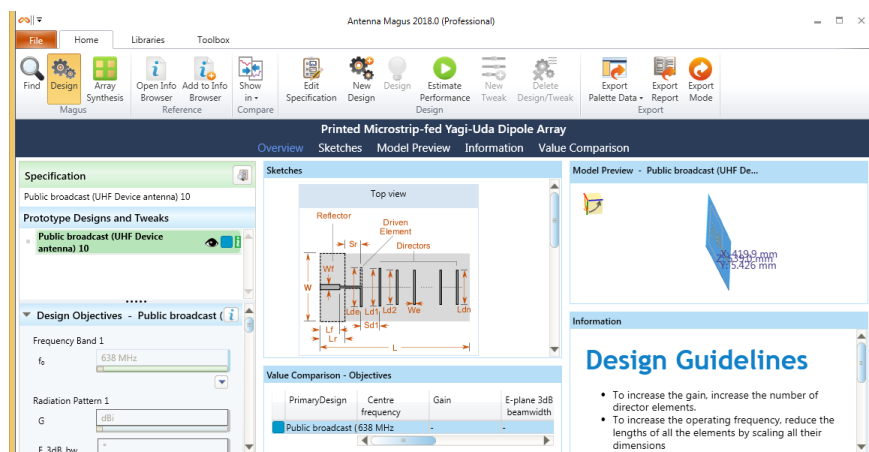 Antenna Magus 2018.0 (Professional)
File Home Libraries Toolbox
Find Design Array Synthesis Open Info Browser Add to Info Browser Show in Edit Specification New Design Design Estimate Performance New Tweak Delete Design/Tweak Export Palette Data Export Report Export Mode
Magus Reference Compare Design Export
Printed Microstrip-fed Yagi-Uda Dipole Array
Overview Sketches Model Preview Information Value Comparison
Specification
Public broadcast (UHF Device antenna) 10
Prototype Designs and Tweaks
Public broadcast (UHF Device
antenna) 10
Design Objectives - Public broadcast (
Frequency Band 1
f₀ 638 MHz
Radiation Pattern 1
G dBi
E 3dB bw °
Sketches
Top view
Reflector
Driven
Element
Sr Directors
Wf
W
Lde Ld1 Ld2 We Ldn
Lf Sd1
Lr
L
Value Comparison - Objectives
PrimaryDesign Centre frequency Gain E-plane 3dB beamwidth
Public broadcast ( 638 MHz - -
Model Preview - Public broadcast (UHF De...
X: 419.9 mm
Y: 5.426 mm
Information
Design Guidelines
• To increase the gain, increase the number of
director elements.
• To increase the operating frequency, reduce the
lengths of all the elements by scaling all their
dimensions